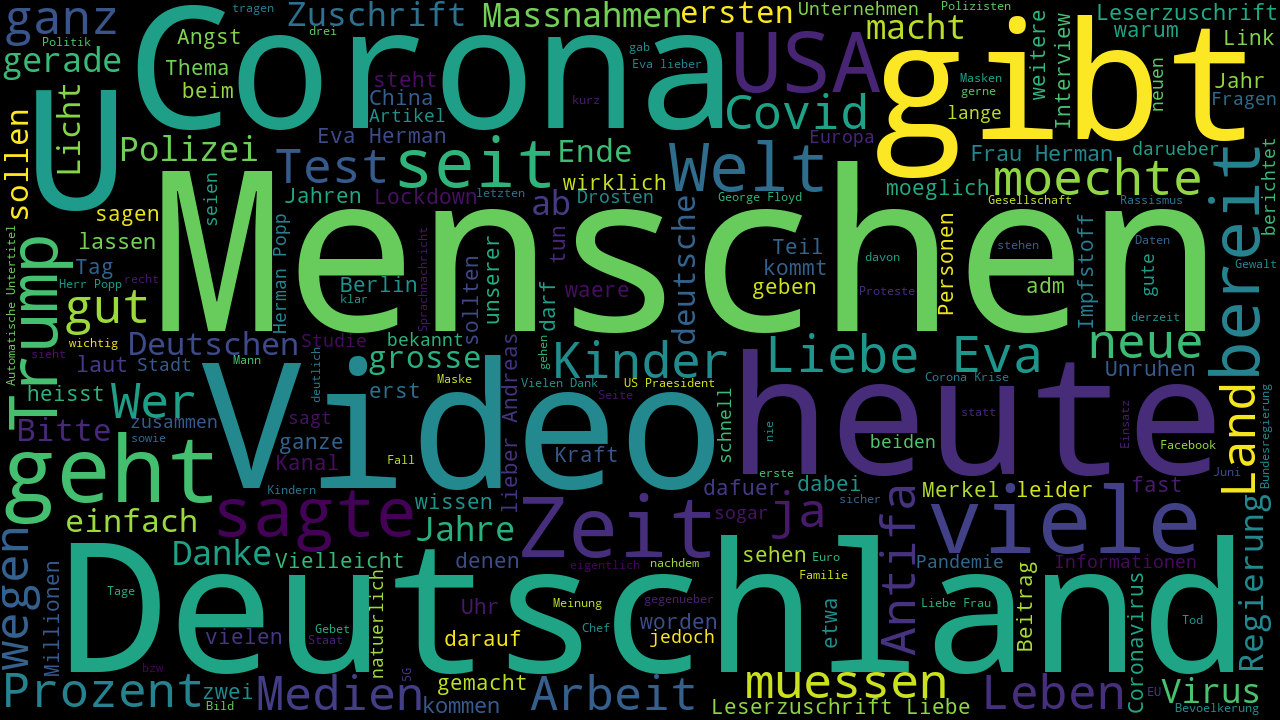 ganz
Politik
tragen
Zuschrift
drei
Massnahmen
ersten
Unternehmen
Polizisten
Leserzuschrift
gerade
Angst
Corona
gab
Eva lieber
USA
macht
gibt
weitere
Interview
warum
Link
Thema
beim
steht
China
Artikel
kurz
Covid
Masken
gerne
lange
neuen
Jahr
Fragen
sollen
U
Licht
Polizei
Eva Herman
Test
seit
Ende
Welt
Europa
Frau Herman
darueber
moeglich
moechte
bereit
berichtet
sagen
seien
Jahren
Lockdown
letzten
wirklich
ab
Drosten
George Floyd
Gesellschaft
Rassismus
Automatische Untertitel
Trump
lassen
Tag
Herr Popp
recht
Menschen
Herman Popp
Berlin
klar
Sprachnachricht
sollten
unserer
tun
darf
waere
deutsche
Teil
kommt
geben
davon
Proteste
Personen
stehen
adm
Impfstoff
Daten
gute
derzeit
Gewalt
gut
wichtig
sieht
laut
Deutschen
Stadt
Studie
bekannt
grosse
gehen
Kinder
Liebe Eva
neue
Unruhen
heisst
Wer
Mann
deutlich
erst
Maske
lieber Andreas
Vielen Dank
US Praesident
Seite
Corona Krise
Land
Bundesregierung
Bitte
zusammen
sowie
sagt
ganze
Kanal
Fall
Video
Kraft
schnell
nie
heute
beiden
statt
Einsatz
Facebook
Juni
geht
Kindern
wissen
dafuer
erste
dabei
sicher
Merkel
leider
fast
einfach
sagte
Jahre
Zeit
sogar
ja
Antifa
viele
wegen
Danke
Vielleicht
denen
eigentlich
nachdem
sehen
Euro
Familie
Pandemie
Informationen
Regierung
Millionen
Tage
Deutschland
vielen
Gebet
Staat
natuerlich
Uhr
darauf
Meinung
Chef
gegenueber
worden
jedoch
etwa
Liebe Frau
Beitrag
Coronavirus
Tod
Prozent
bzw
zwei
Bild
Medien
5G
gemacht
kommen
Arbeit
muessen
Leserzuschrift Liebe
Leben
EU
Virus
Bevoelkerung